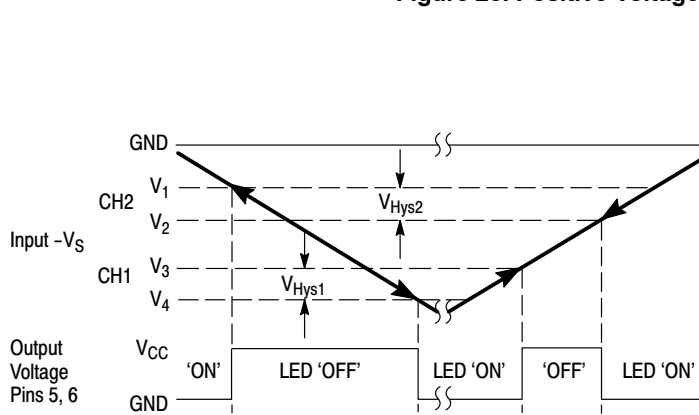 Figure 28. Positive Voltage
GND
V1
CH2
VHys2
V2
Input –VS
V3
CH1
VHys1
V4
Output
Voltage
Pins 5, 6
VCC
'ON'
LED 'OFF'
LED 'ON'
'OFF'
LED 'ON'
GND